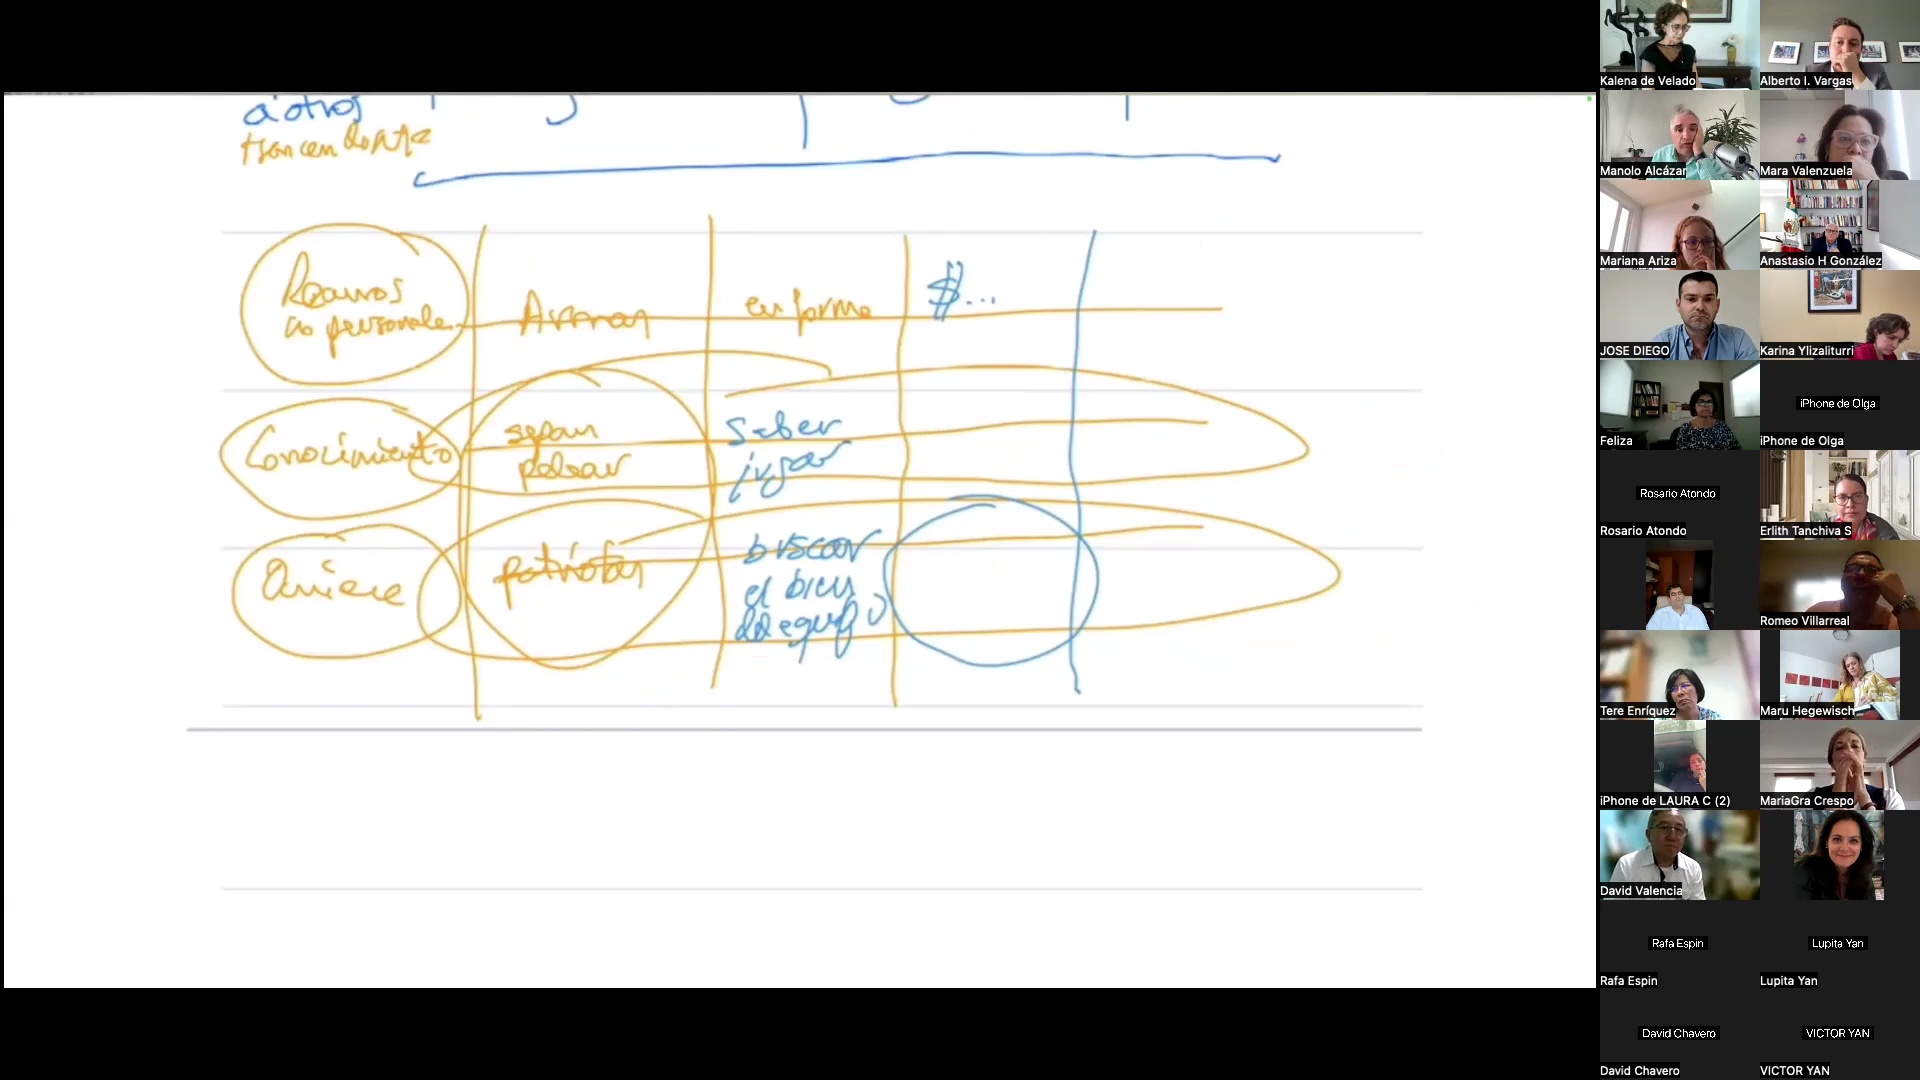 a otros
trascendente
Recursos
no personales
Arman
en forma
$...
Conocimiento
sepan
pelear
saber
jugar
Quiere
patriotas
buscar
el bien
del equipo
Kalena de Velado
Alberto I. Vargas
Manolo Alcázar
Mara Valenzuela
Mariana Ariza
Anastasio H González
JOSE DIEGO
Karina Ylizaliturri
Feliza
iPhone de Olga
iPhone de Olga
Rosario Atondo
Rosario Atondo
Erlith Tanchiva S
Romeo Villarreal
Tere Enríquez
Maru Hegewisch
iPhone de LAURA C (2)
MariaGra Crespo
David Valencia
Rafa Espin
Lupita Yan
Rafa Espin
Lupita Yan
David Chavero
VICTOR YAN
David Chavero
VICTOR YAN